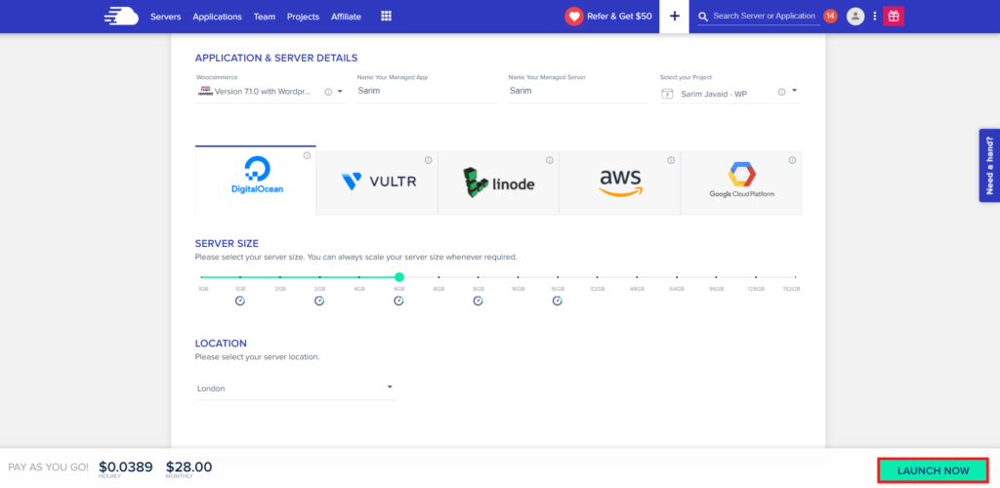 Servers Applications Team Projects Affiliate Refer & Get $50 + Search Server or Application 14
APPLICATION & SERVER DETAILS
Woocommerce Name Your Managed App Name Your Managed Server Select your Project
Version 7.1.0 with Wordpr... Sarim Sarim Sarim Javaid - WP
DigitalOcean VULTR linode aws Google Cloud Platform
SERVER SIZE
Please select your server size. You can always scale your server size whenever required.
1GB 1GB 2GB 2GB 4GB 4GB 8GB 8GB 16GB 16GB 32GB 48GB 64GB 96GB 128GB 192GB
LOCATION
Please select your server location.
London
Need a hand?
PAY AS YOU GO! $0.0389 $28.00 LAUNCH NOW
HOURLY MONTHLY